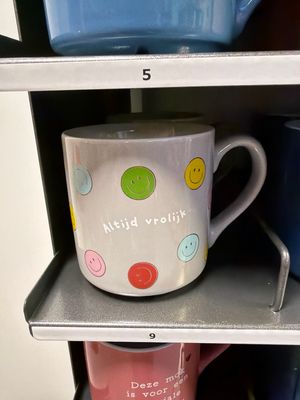 5
Altijd vrolijk
9
Deze mok
is voor een